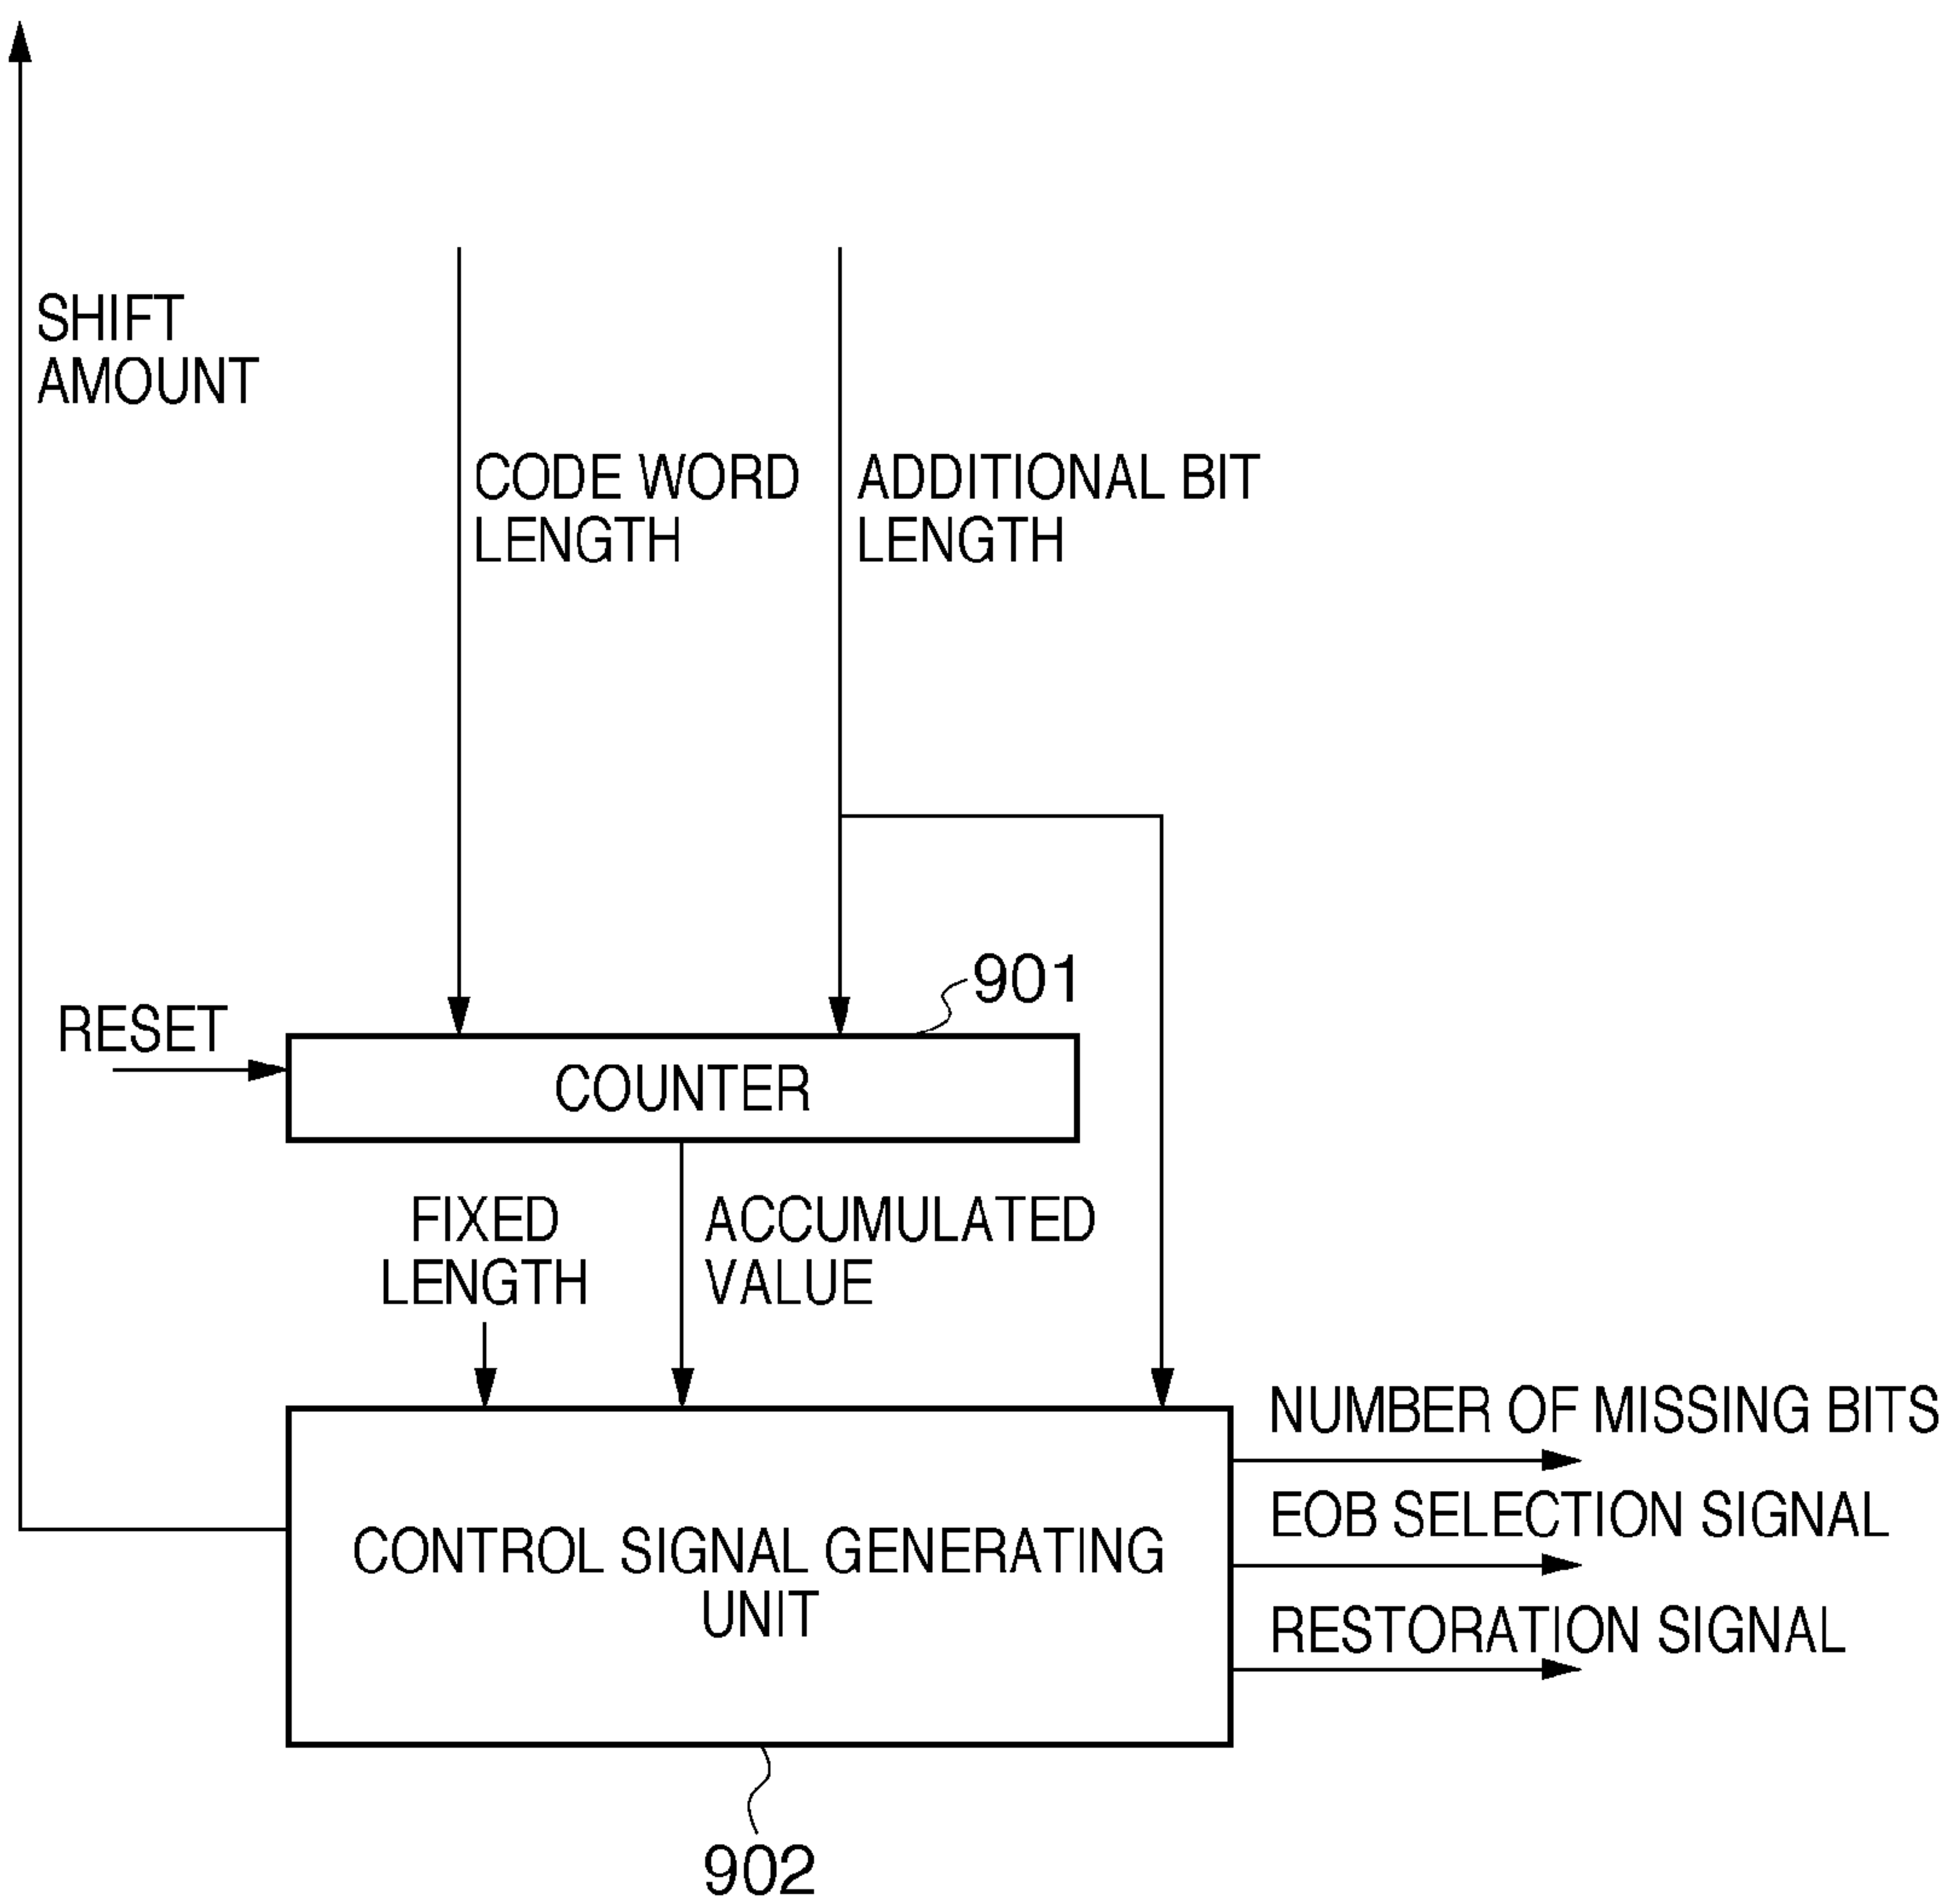 SHIFT
AMOUNT
CODE WORD
LENGTH
ADDITIONAL BIT
LENGTH
901
RESET
COUNTER
FIXED
LENGTH
ACCUMULATED
VALUE
NUMBER OF MISSING BITS
EOB SELECTION SIGNAL
RESTORATION SIGNAL
CONTROL SIGNAL GENERATING
UNIT
902